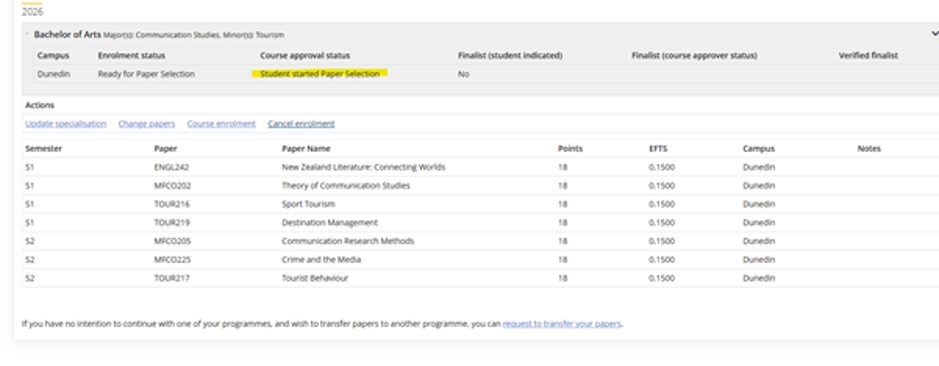 2026
Bachelor of Arts Major(s): Communication Studies, Minor(s): Tourism
Campus Enrolment status Course approval status Finalist (student indicated) Finalist (course approver status) Verified finalist
Dunedin Ready for Paper Selection Student started Paper Selection No
Actions
Update specialisation Change papers Course enrolment Cancel enrolment
Semester Paper Paper Name Points EFTS Campus Notes
S1 ENGL242 New Zealand Literature: Connecting Worlds 18 0.1500 Dunedin
S1 MFCO202 Theory of Communication Studies 18 0.1500 Dunedin
S1 TOUR216 Sport Tourism 18 0.1500 Dunedin
S1 TOUR219 Destination Management 18 0.1500 Dunedin
S2 MFCO205 Communication Research Methods 18 0.1500 Dunedin
S2 MFCO225 Crime and the Media 18 0.1500 Dunedin
S2 TOUR217 Tourist Behaviour 18 0.1500 Dunedin
If you have no intention to continue with one of your programmes, and wish to transfer papers to another programme, you can request to transfer your papers.